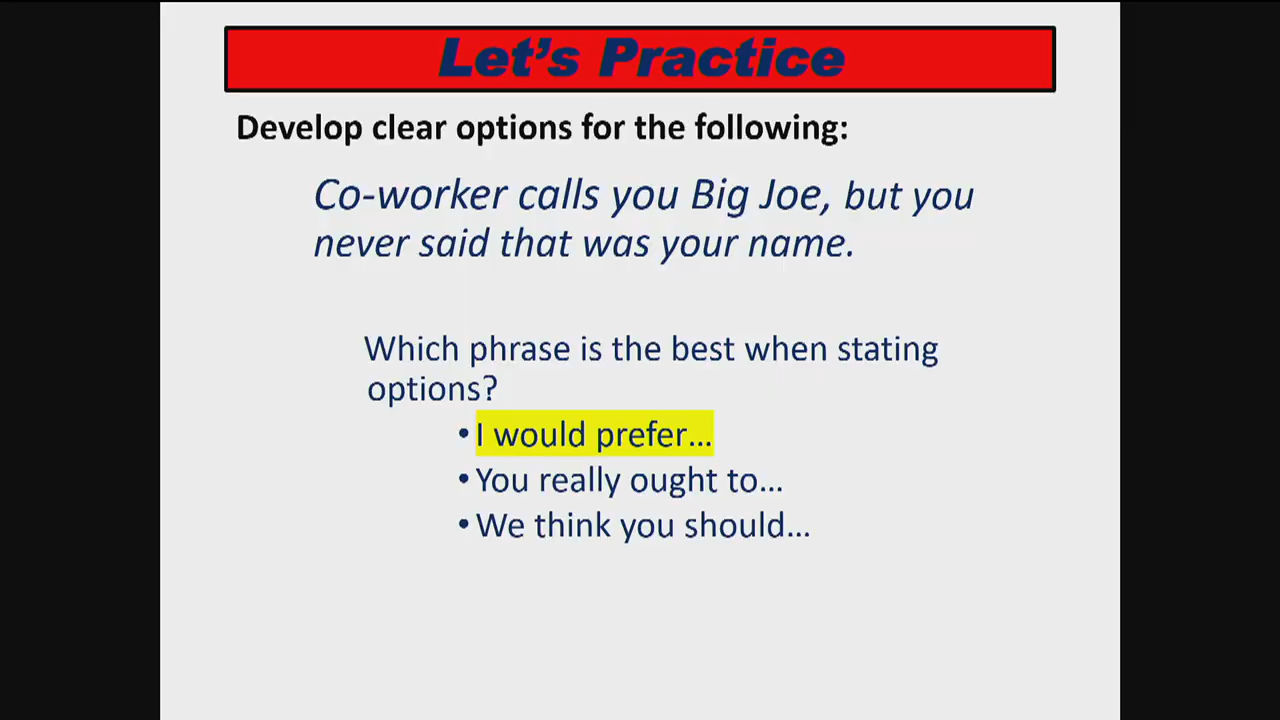 Let's Practice
Develop clear options for the following:
Co-worker calls you Big Joe, but you
never said that was your name.
Which phrase is the best when stating
options?
• I would prefer...
• You really ought to...
• We think you should...